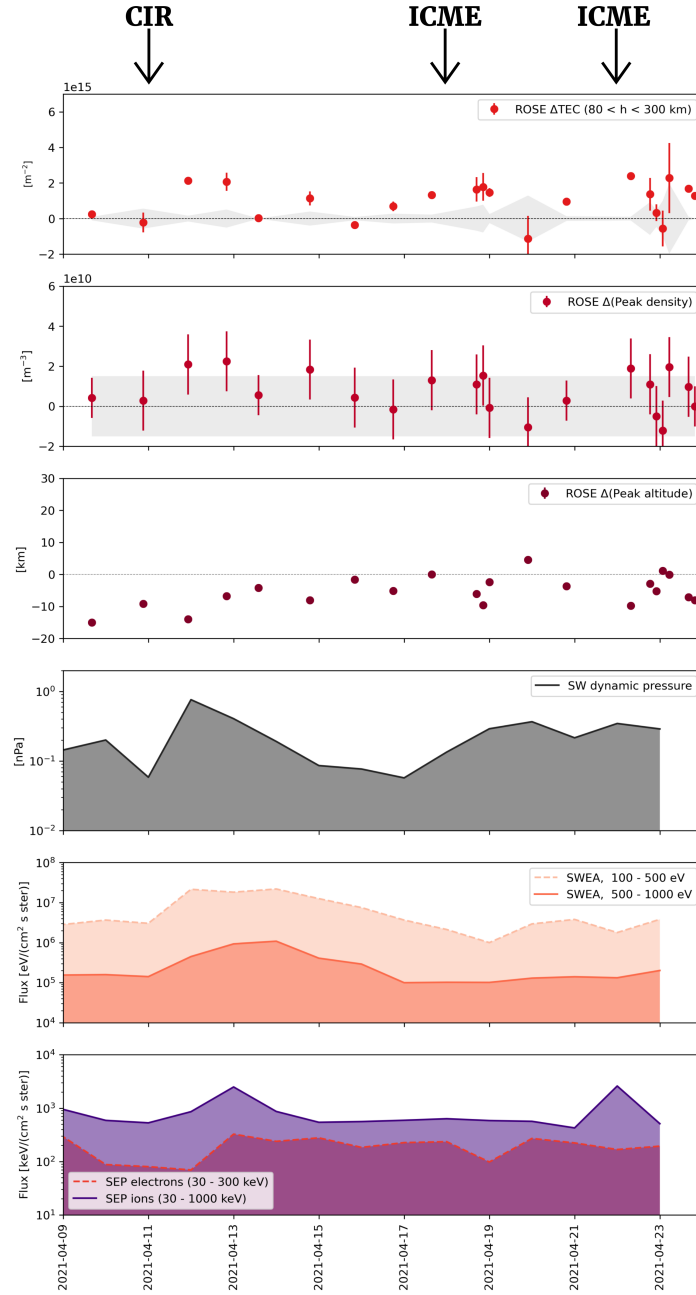 CIR ICME ICME
1e15
ROSE ΔTEC (80 < h < 300 km)
6
4
2
0
−2
[m⁻²]
1e10
ROSE Δ(Peak density)
6
4
2
0
−2
[m⁻³]
ROSE Δ(Peak altitude)
30
20
10
0
−10
−20
[km]
SW dynamic pressure
10⁰
10⁻¹
10⁻²
[nPa]
SWEA, 100 - 500 eV
SWEA, 500 - 1000 eV
10⁸
10⁷
10⁶
10⁵
10⁴
Flux [eV/(cm² s ster)]
10⁴
10³
10²
10¹
Flux [keV/(cm² s ster)]
SEP electrons (30 - 300 keV)
SEP ions (30 - 1000 keV)
2021-04-09
2021-04-11
2021-04-13
2021-04-15
2021-04-17
2021-04-19
2021-04-21
2021-04-23